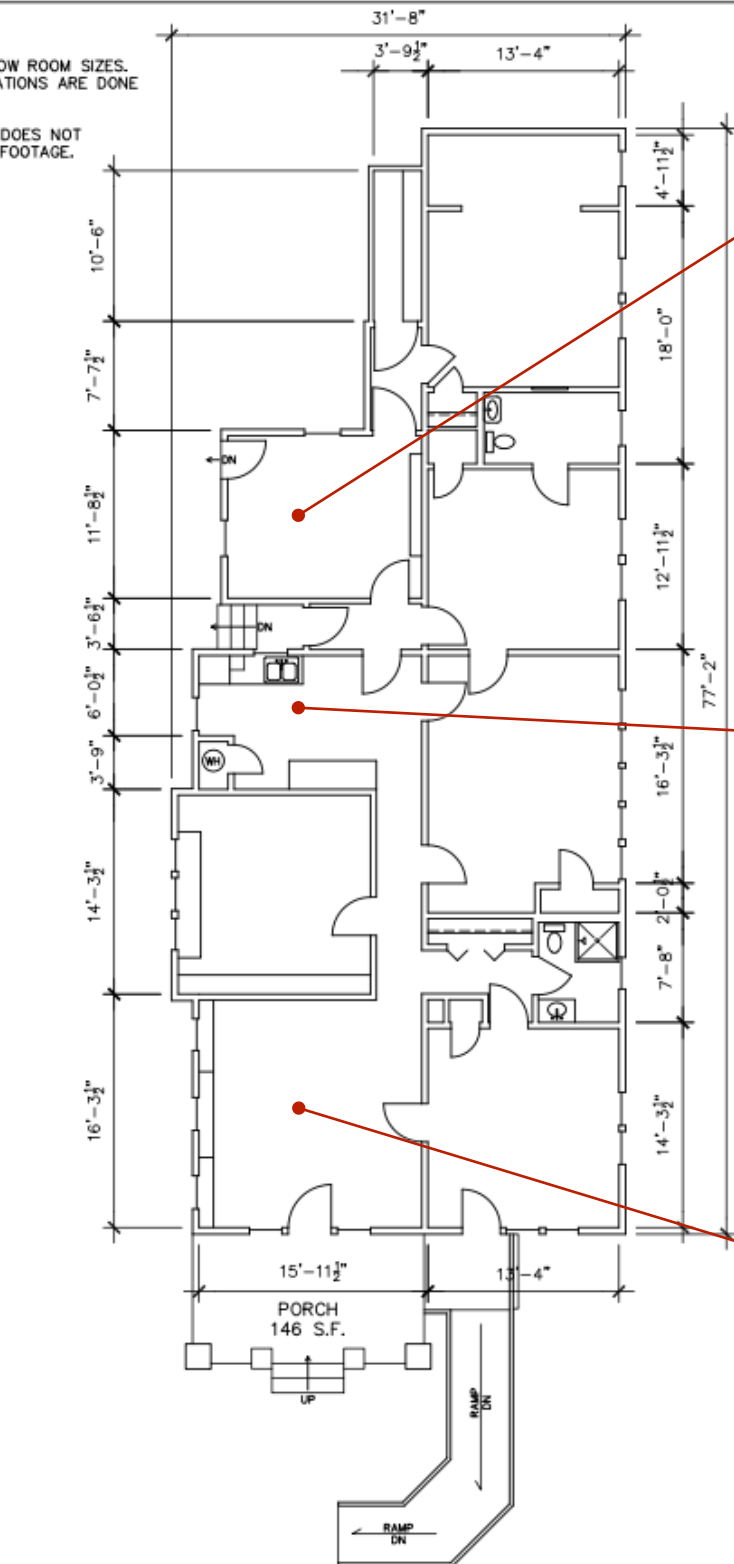 31'-8"
3'-9½"
13'-4"
OW ROOM SIZES.
ATIONS ARE DONE
DOES NOT
FOOTAGE.
4'-11½"
10'-6"
18'-0"
7'-7½"
DN
11'-8½"
12'-11½"
3'-6½"
DN
6'-0½"
77'-2"
3'-9"
WH
16'-3½"
14'-3½"
2'-0½"
7'-8"
16'-3½"
14'-3½"
15'-11½"
13'-4"
PORCH
146 S.F.
UP
RAMP
DN
RAMP
DN